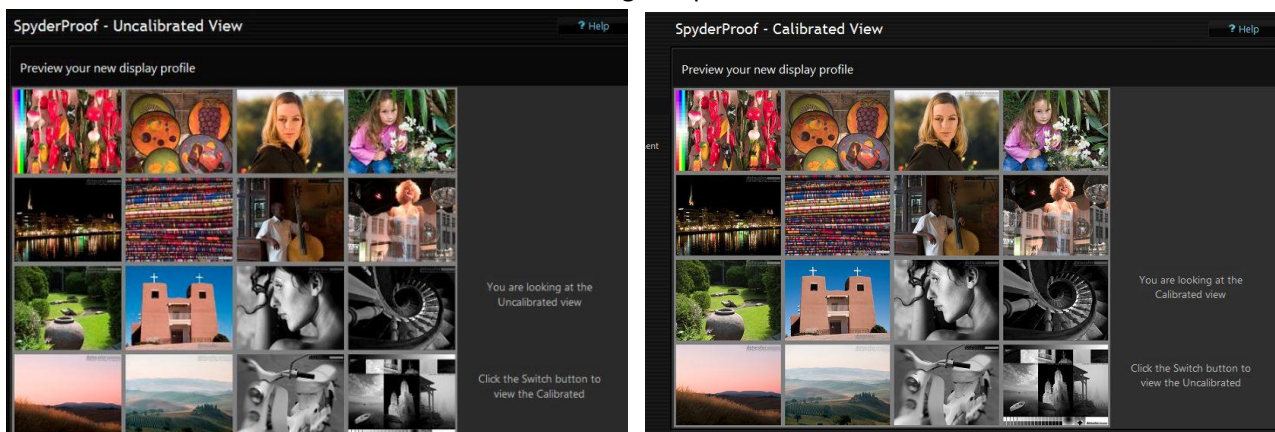 SpyderProof - Uncalibrated View
? Help
Preview your new display profile
You are looking at the
Uncalibrated view
Click the Switch button to
view the Calibrated
SpyderProof - Calibrated View
? Help
Preview your new display profile
ent
You are looking at the
Calibrated view
Click the Switch button to
view the Uncalibrated